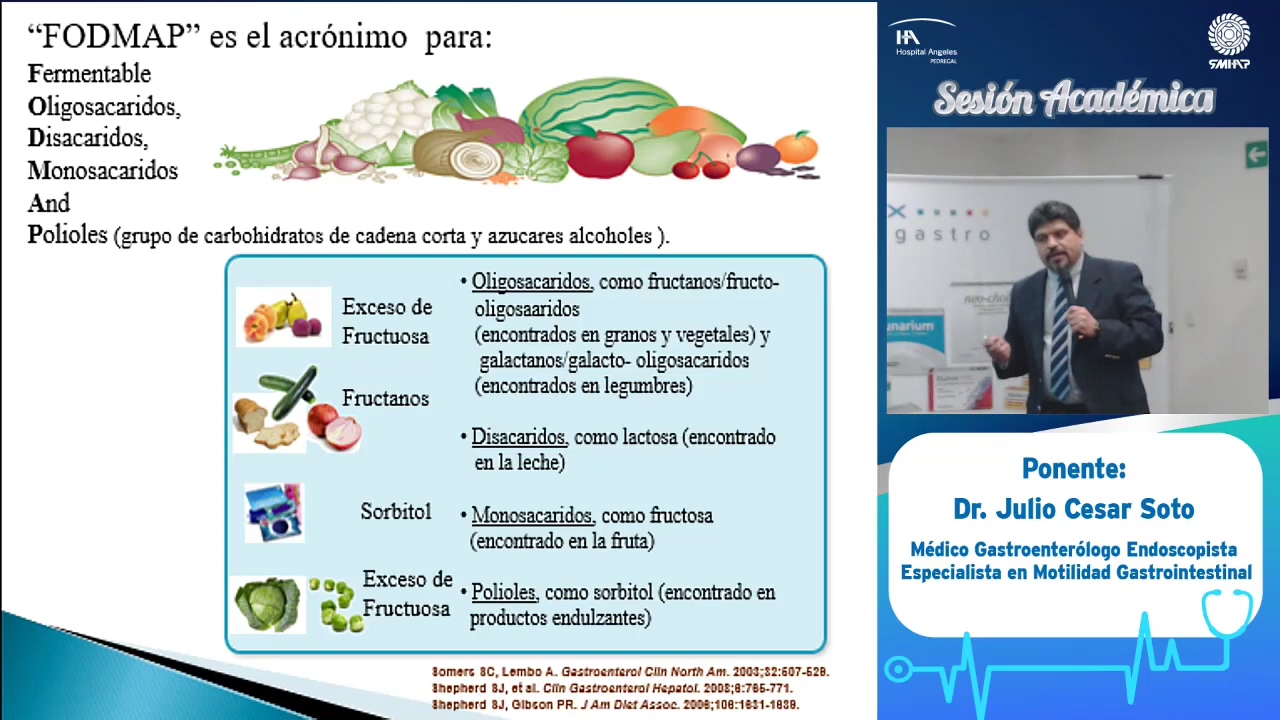 “FODMAP” es el acrónimo para:
Fermentable
Oligosacaridos,
Disacaridos,
Monosacaridos
And
Polioles (grupo de carbohidratos de cadena corta y azucares alcoholes ).
Exceso de
Fructuosa
Fructanos
Sorbitol
Exceso de
Fructuosa
• Oligosacaridos, como fructanos/fructo-
oligosaaridos
(encontrados en granos y vegetales) y
galactanos/galacto- oligosacaridos
(encontrados en legumbres)
• Disacaridos, como lactosa (encontrado
en la leche)
• Monosacaridos, como fructosa
(encontrado en la fruta)
• Polioles, como sorbitol (encontrado en
productos endulzantes)
Somers SC, Lembo A. Gastroenterol Clin North Am. 2003;32:507-529.
Shepherd SJ, et al. Clin Gastroenterol Hepatol. 2008;6:765-771.
Shepherd SJ, Gibson PR. J Am Diet Assoc. 2006;106:1631-1639.
HA
Hospital Angeles
PEDREGAL
SMHAP
Sesión Académica
gastro
unarium
Ponente:
Dr. Julio Cesar Soto
Médico Gastroenterólogo Endoscopista
Especialista en Motilidad Gastrointestinal